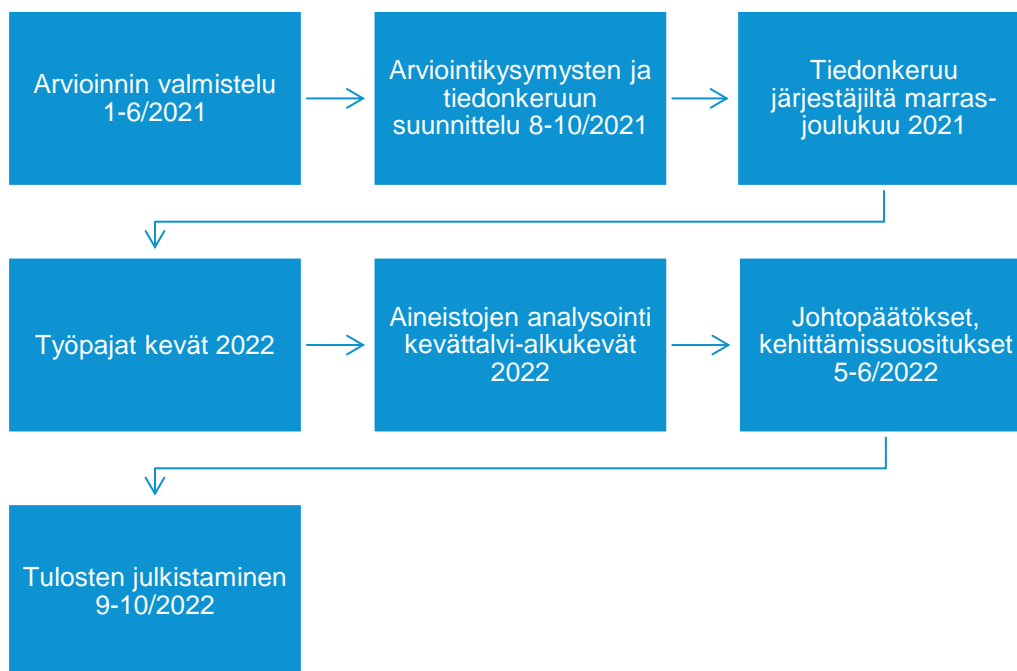 Arvioinnin valmistelu
1-6/2021
Arviointikysymysten ja
tiedonkeruun
suunnittelu 8-10/2021
Tiedonkeruu
järjestäjiltä marras-
joulukuu 2021
Työpajat kevät 2022
Aineistojen analysointi
kevättalvi-alkukevät
2022
Johtopäätökset,
kehittämissuositukset
5-6/2022
Tulosten julkistaminen
9-10/2022